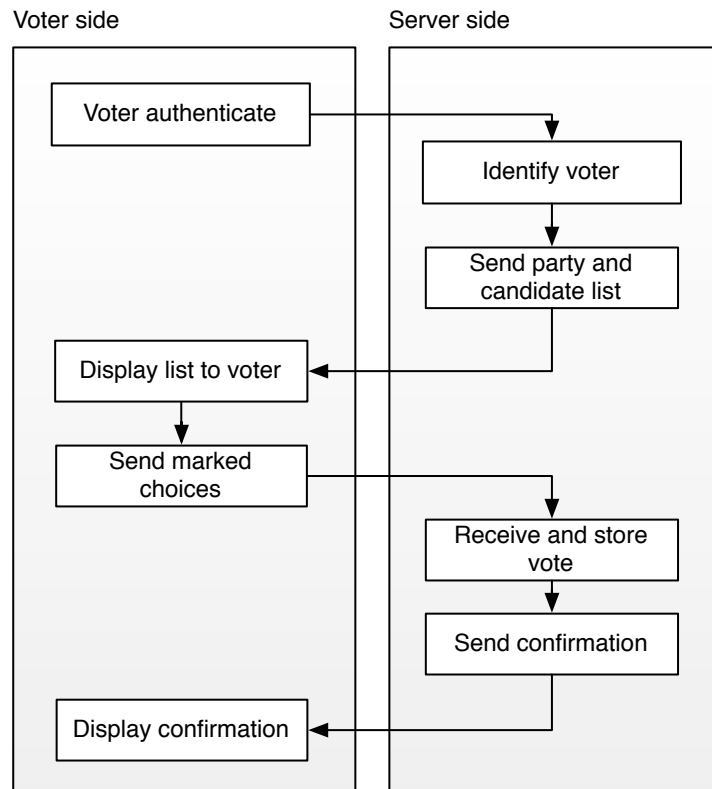 Voter side
Server side
Voter authenticate
Identify voter
Send party and
candidate list
Display list to voter
Send marked
choices
Receive and store
vote
Send confirmation
Display confirmation